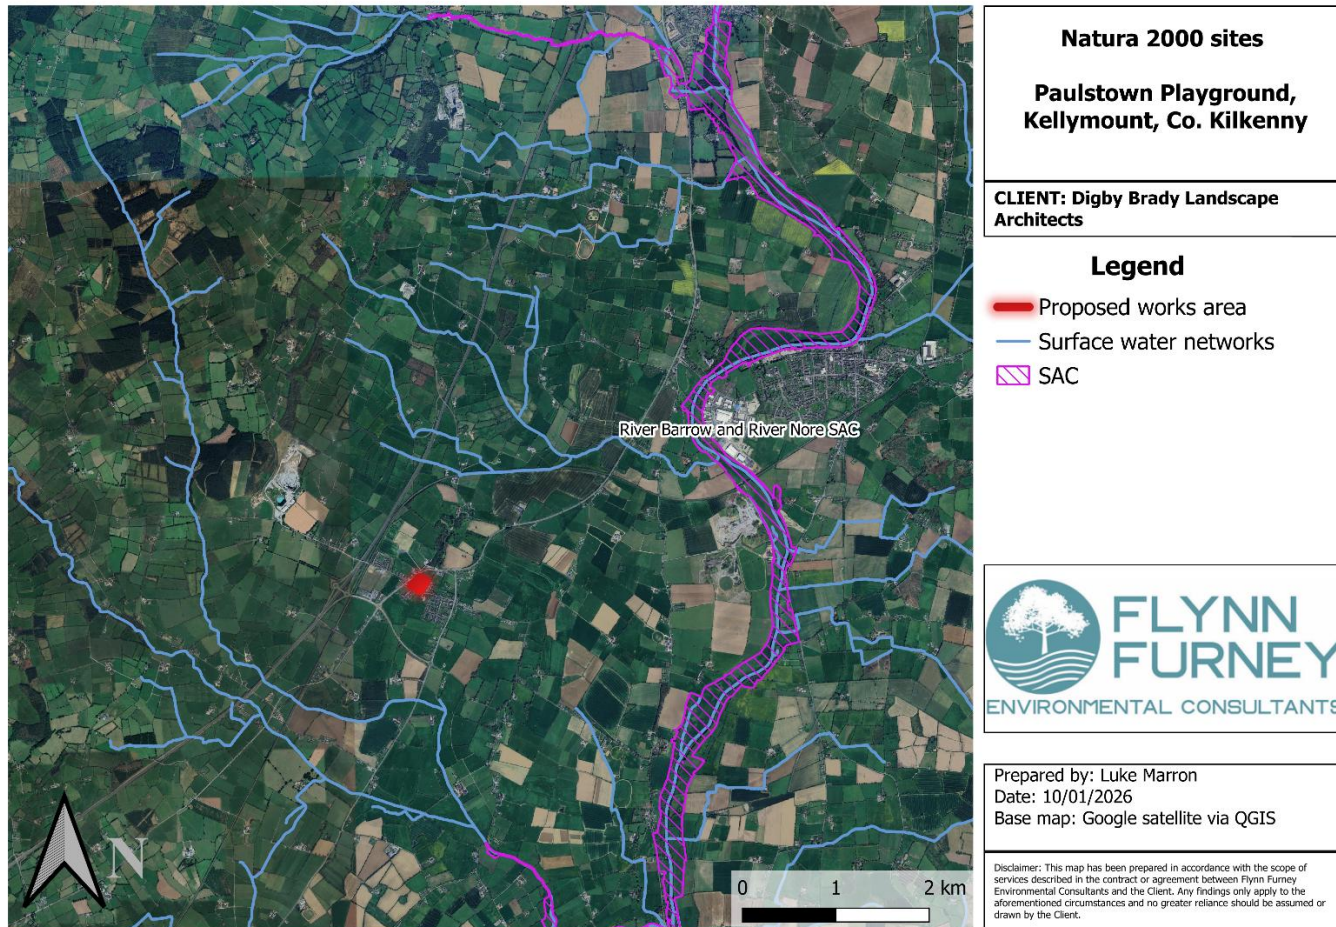 Natura 2000 sites
Paulstown Playground,
Kellymount, Co. Kilkenny
CLIENT: Digby Brady Landscape
Architects
Legend
Proposed works area
Surface water networks
SAC
River Barrow and River Nore SAC
N
0 1 2 km
FLYNN
FURNEY
ENVIRONMENTAL CONSULTANTS
Prepared by: Luke Marron
Date: 10/01/2026
Base map: Google satellite via QGIS
Disclaimer: This map has been prepared in accordance with the scope of
services described in the contract or agreement between Flynn Furney
Environmental Consultants and the Client. Any findings only apply to the
aforementioned circumstances and no greater reliance should be assumed or
drawn by the Client.